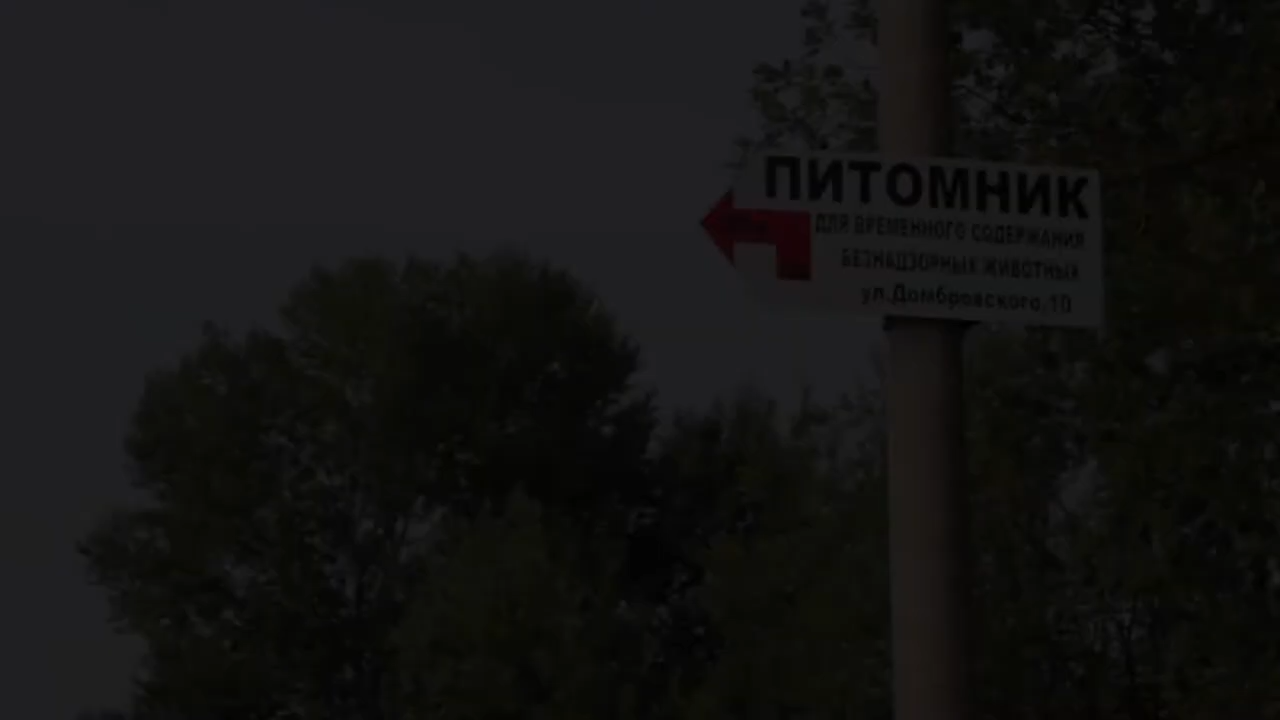 ПИТОМНИК
ДЛЯ ВРЕМЕННОГО СОДЕРЖАНИЯ
БЕЗНАДЗОРНЫХ ЖИВОТНЫХ
ул.Домбровского,10